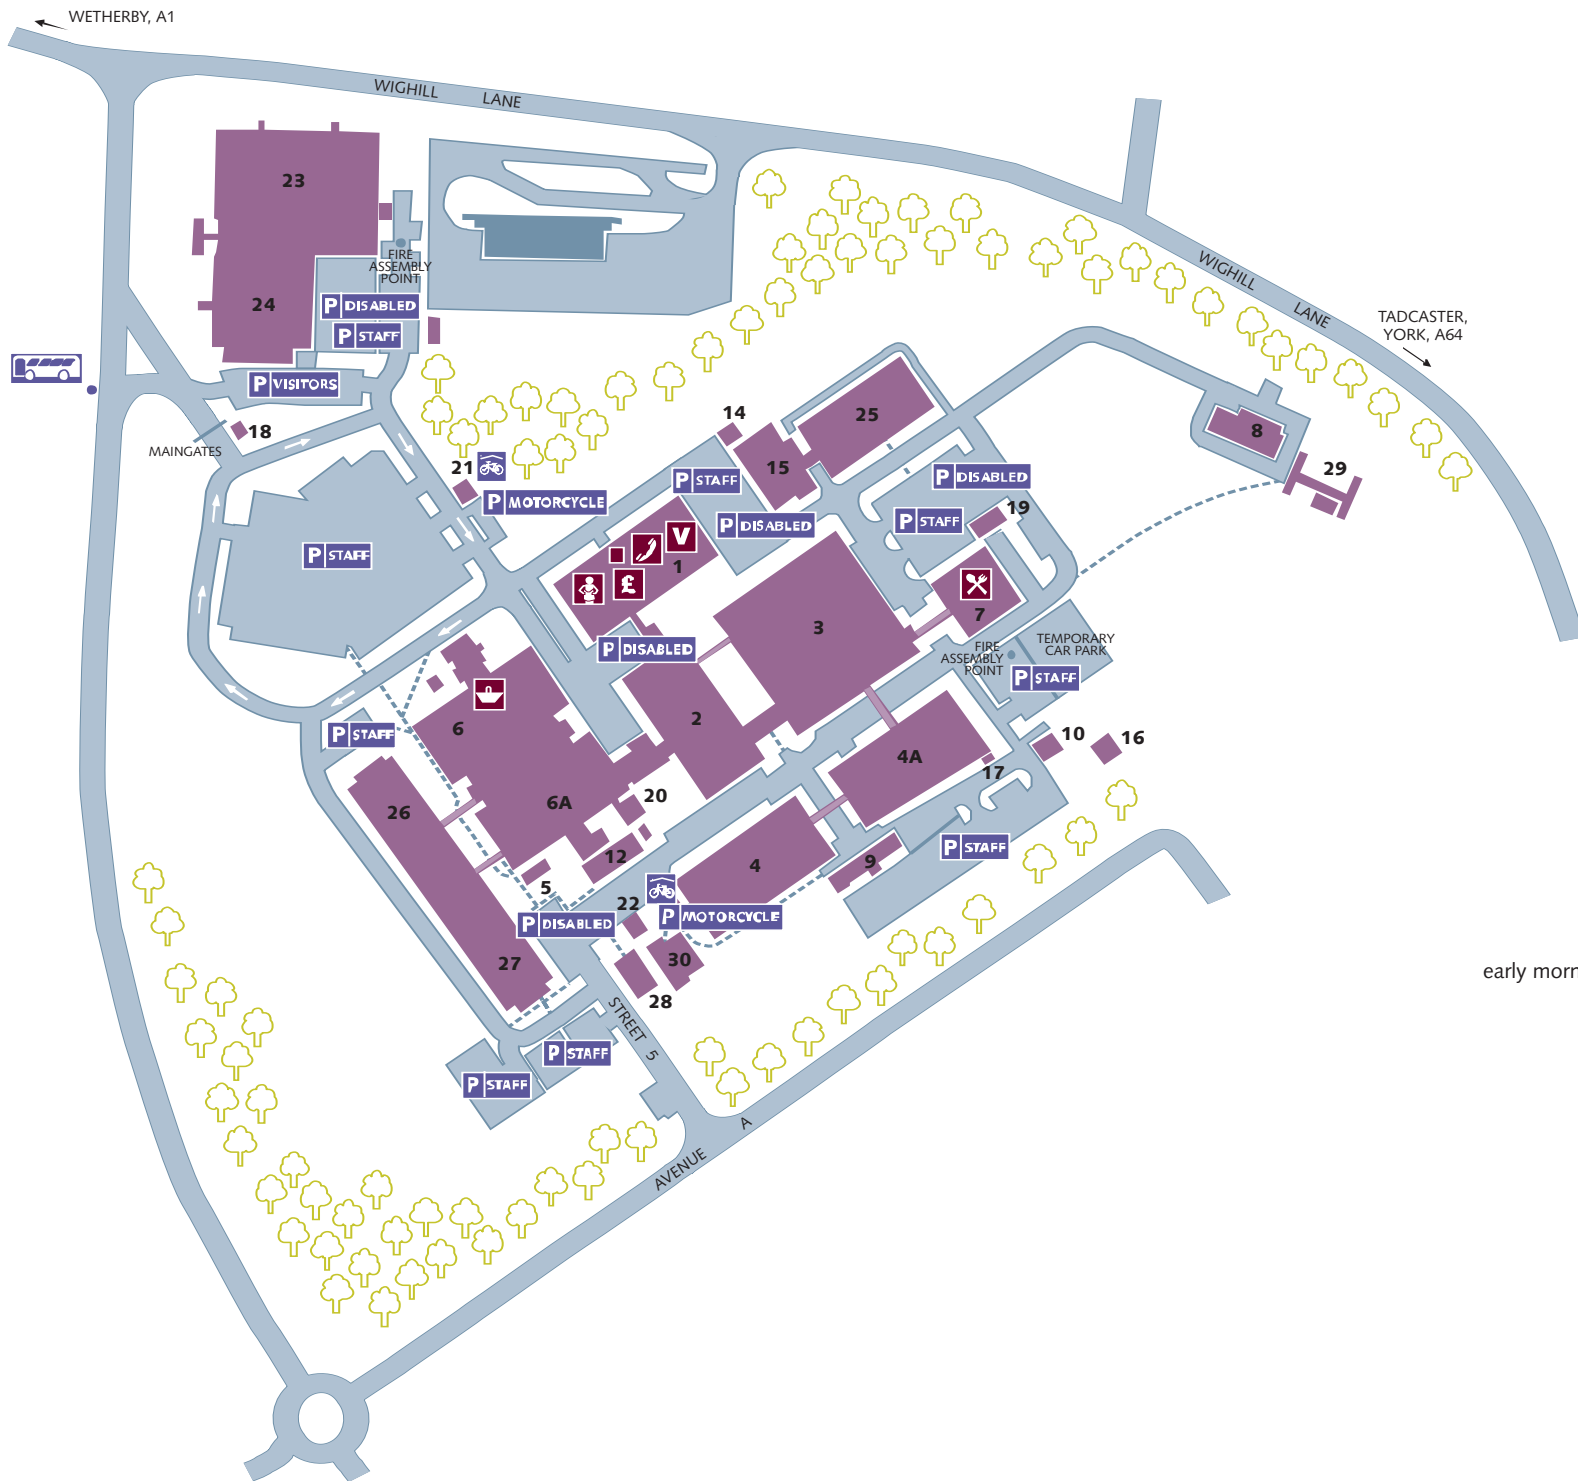 WETHERBY, A1
WIGHILL LANE
23
FIRE
ASSEMBLY
POINT
24
P DISABLED
P STAFF
WIGHILL LANE
TADCASTER,
YORK, A64
P VISITORS
18
MAINGATES
14
25
8
21
15
29
P STAFF
P DISABLED
P MOTORCYCLE
19
P DISABLED
P STAFF
V
P STAFF
1
£
7
3
P DISABLED
FIRE
ASSEMBLY
POINT
TEMPORARY
CAR PARK
P STAFF
6
2
P STAFF
10
16
4A
17
26
6A
20
12
4
9
P STAFF
5
22
P DISABLED
P MOTORCYCLE
27
30
28
early morn
STREET 5
P STAFF
P STAFF
AVENUE A